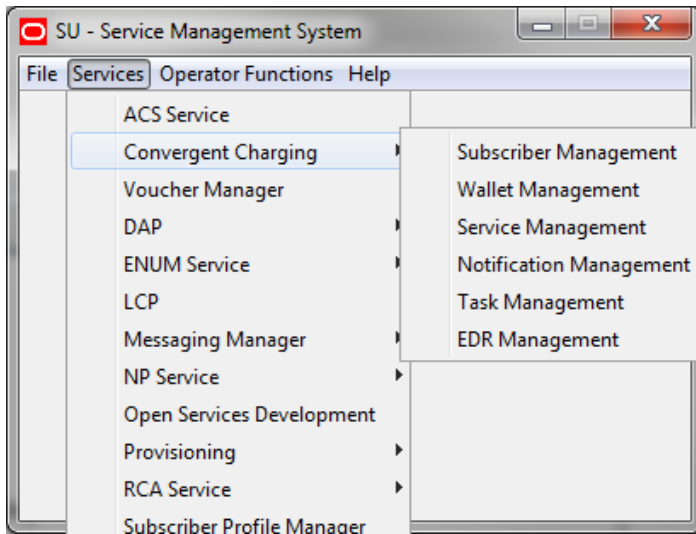 SU - Service Management System
File Services Operator Functions Help
ACS Service
Convergent Charging
Voucher Manager
DAP
ENUM Service
LCP
Messaging Manager
NP Service
Open Services Development
Provisioning
RCA Service
Subscriber Profile Manager
Subscriber Management
Wallet Management
Service Management
Notification Management
Task Management
EDR Management